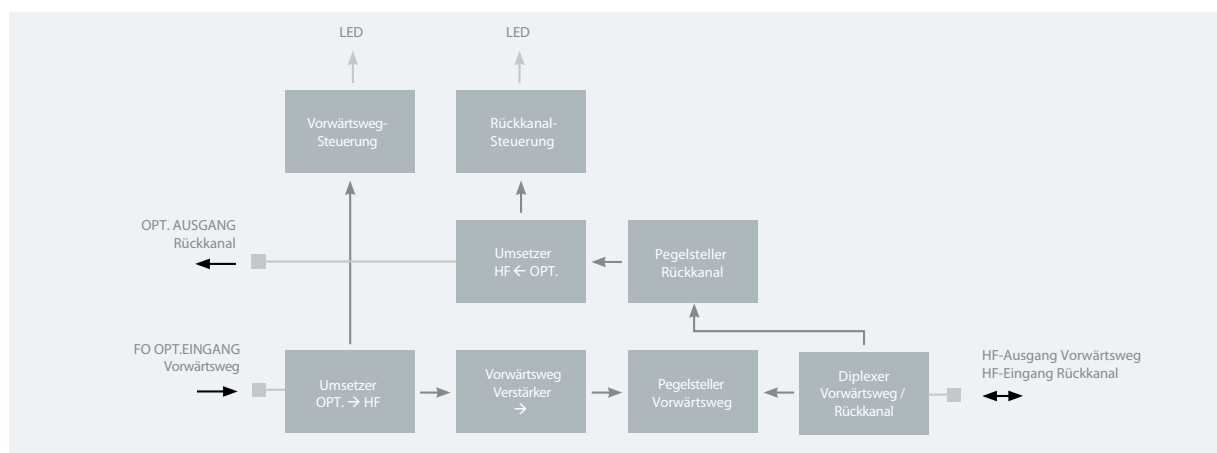 LED
LED
Vorwärtsweg-
Steuerung
Rückkanal-
Steuerung
OPT. AUSGANG
Rückkanal
Umsetzer
HF ← OPT.
Pegelsteller
Rückkanal
FO OPT.EINGANG
Vorwärtsweg
Umsetzer
OPT. → HF
Vorwärtsweg
Verstärker
→
Pegelsteller
Vorwärtsweg
Diplexer
Vorwärtsweg /
Rückkanal
HF-Ausgang Vorwärtsweg
HF-Eingang Rückkanal